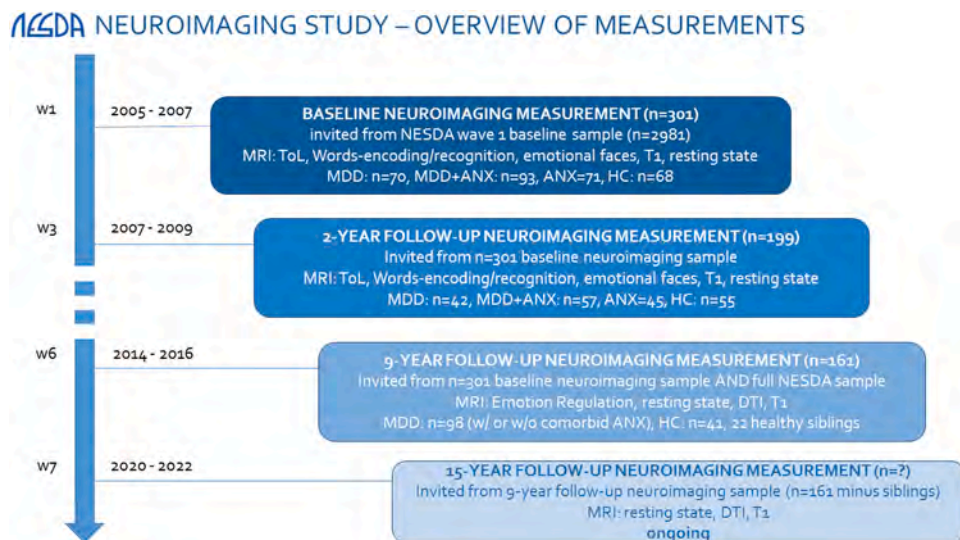 NESDA NEUROIMAGING STUDY – OVERVIEW OF MEASUREMENTS
W1
2005 - 2007
BASELINE NEUROIMAGING MEASUREMENT (n=301)
invited from NESDA wave 1 baseline sample (n=2981)
MRI: ToL, Words-encoding/recognition, emotional faces, T1, resting state
MDD: n=70, MDD+ANX: n=93, ANX=71, HC: n=68
W3
2007 - 2009
2-YEAR FOLLOW-UP NEUROIMAGING MEASUREMENT (n=199)
Invited from n=301 baseline neuroimaging sample
MRI: ToL, Words-encoding/recognition, emotional faces, T1, resting state
MDD: n=42, MDD+ANX: n=57, ANX=45, HC: n=55
w6
2014 - 2016
9-YEAR FOLLOW-UP NEUROIMAGING MEASUREMENT (n=161)
Invited from n=301 baseline neuroimaging sample AND full NESDA sample
MRI: Emotion Regulation, resting state, DTI, T1
MDD: n=98 (w/ or w/o comorbid ANX), HC: n=41, 22 healthy siblings
w7
2020 - 2022
15-YEAR FOLLOW-UP NEUROIMAGING MEASUREMENT (n=?)
Invited from 9-year follow-up neuroimaging sample (n=161 minus siblings)
MRI: resting state, DTI, T1
ongoing